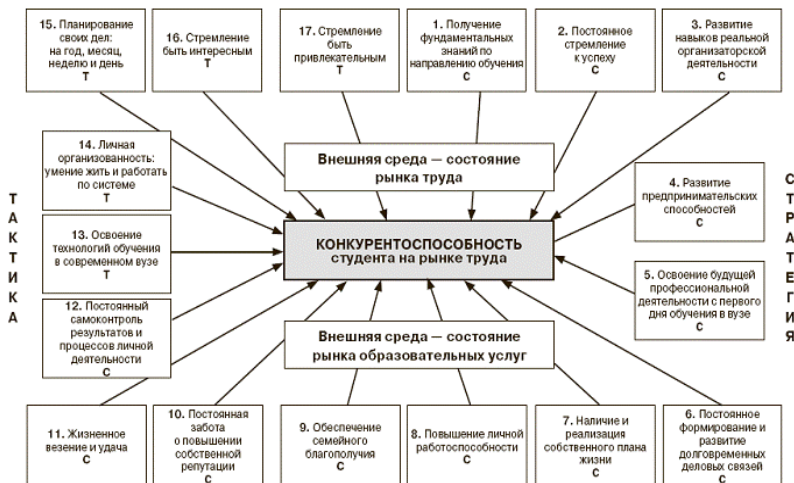 15. Планирование
своих дел:
на год, месяц,
неделю и день
Т
16. Стремление
быть интересным
Т
17. Стремление
быть
привлекательным
Т
1. Получение
фундаментальных
знаний по
направлению обучения
С
2. Постоянное
стремление
к успеху
С
3. Развитие
навыков реальной
организаторской
деятельности
С
14. Личная
организованность:
умение жить и работать
по системе
Т
Внешняя среда — состояние
рынка труда
4. Развитие
предпринимательских
способностей
С
ТАКТИКА
13. Освоение
технологий обучения
в современном вузе
Т
КОНКУРЕНТОСПОСОБНОСТЬ
студента на рынке труда
СТРАТЕГИЯ
5. Освоение будущей
профессиональной
деятельности с первого
дня обучения в вузе
С
12. Постоянный
самоконтроль
результатов и
процессов личной
деятельности
С
Внешняя среда — состояние
рынка образовательных услуг
11. Жизненное
везение и удача
С
10. Постоянная
забота
о повышении
собственной
репутации
С
9. Обеспечение
семейного
благополучия
С
8. Повышение личной
работоспособности
С
7. Наличие и
реализация
собственного плана
жизни
С
6. Постоянное
формирование и
развитие
долговременных
деловых связей
С